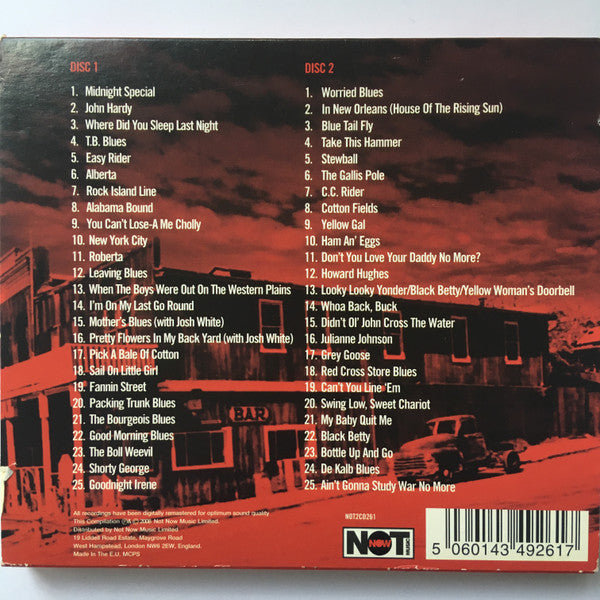 DISC 1
1. Midnight Special
2. John Hardy
3. Where Did You Sleep Last Night
4. T.B. Blues
5. Easy Rider
6. Alberta
7. Rock Island Line
8. Alabama Bound
9. You Can't Lose-A Me Cholly
10. New York City
11. Roberta
12. Leaving Blues
13. When The Boys Were Out On The Western Plains
14. I'm On My Last Go Round
15. Mother's Blues (with Josh White)
16. Pretty Flowers In My Back Yard (with Josh White)
17. Pick A Bale Of Cotton
18. Sail On Little Girl
19. Fannin Street
20. Packing Trunk Blues
21. The Bourgeois Blues
22. Good Morning Blues
23. The Boll Weevil
24. Shorty George
25. Goodnight Irene
DISC 2
1. Worried Blues
2. In New Orleans (House Of The Rising Sun)
3. Blue Tail Fly
4. Take This Hammer
5. Stewball
6. The Gallis Pole
7. C.C. Rider
8. Cotton Fields
9. Yellow Gal
10. Ham An' Eggs
11. Don't You Love Your Daddy No More?
12. Howard Hughes
13. Looky Looky Yonder/Black Betty/Yellow Woman's Doorbell
14. Whoa Back, Buck
15. Didn't Ol' John Cross The Water
16. Julianne Johnson
17. Grey Goose
18. Red Cross Store Blues
19. Can't You Line 'Em
20. Swing Low, Sweet Chariot
21. My Baby Quit Me
22. Black Betty
23. Bottle Up And Go
24. De Kalb Blues
25. Ain't Gonna Study War No More
BAR
All recordings have been digitally remastered for optimum sound quality
This Compilation ℗ © 2008 Not Now Music Limited.
Distributed by Not Now Music Limited.
19 Liddell Road Estate, Maygrove Road
West Hampstead, London NW6 2EW, England.
Made In The E.U. MCPS
NOT2CD261
NOT NOW MUSIC
5 060143 492617